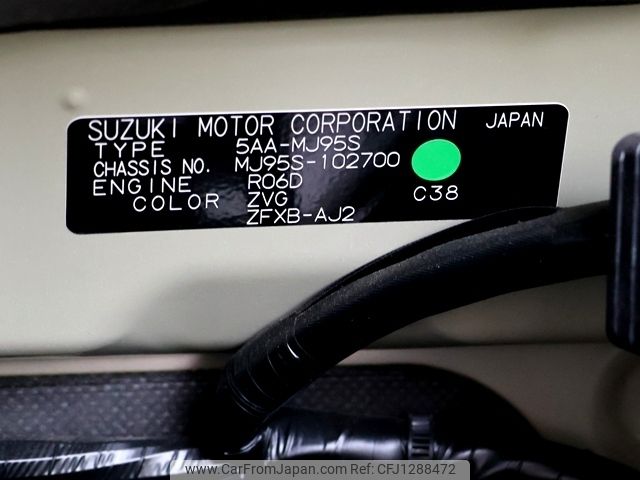 SUZUKI MOTOR CORPORATION JAPAN
TYPE 5AA-MJ95S
CHASSIS NO. MJ95S-102700
ENGINE R06D
COLOR ZVG C38
ZFXB-AJ2
www.CarFromJapan.com CFJ1288472